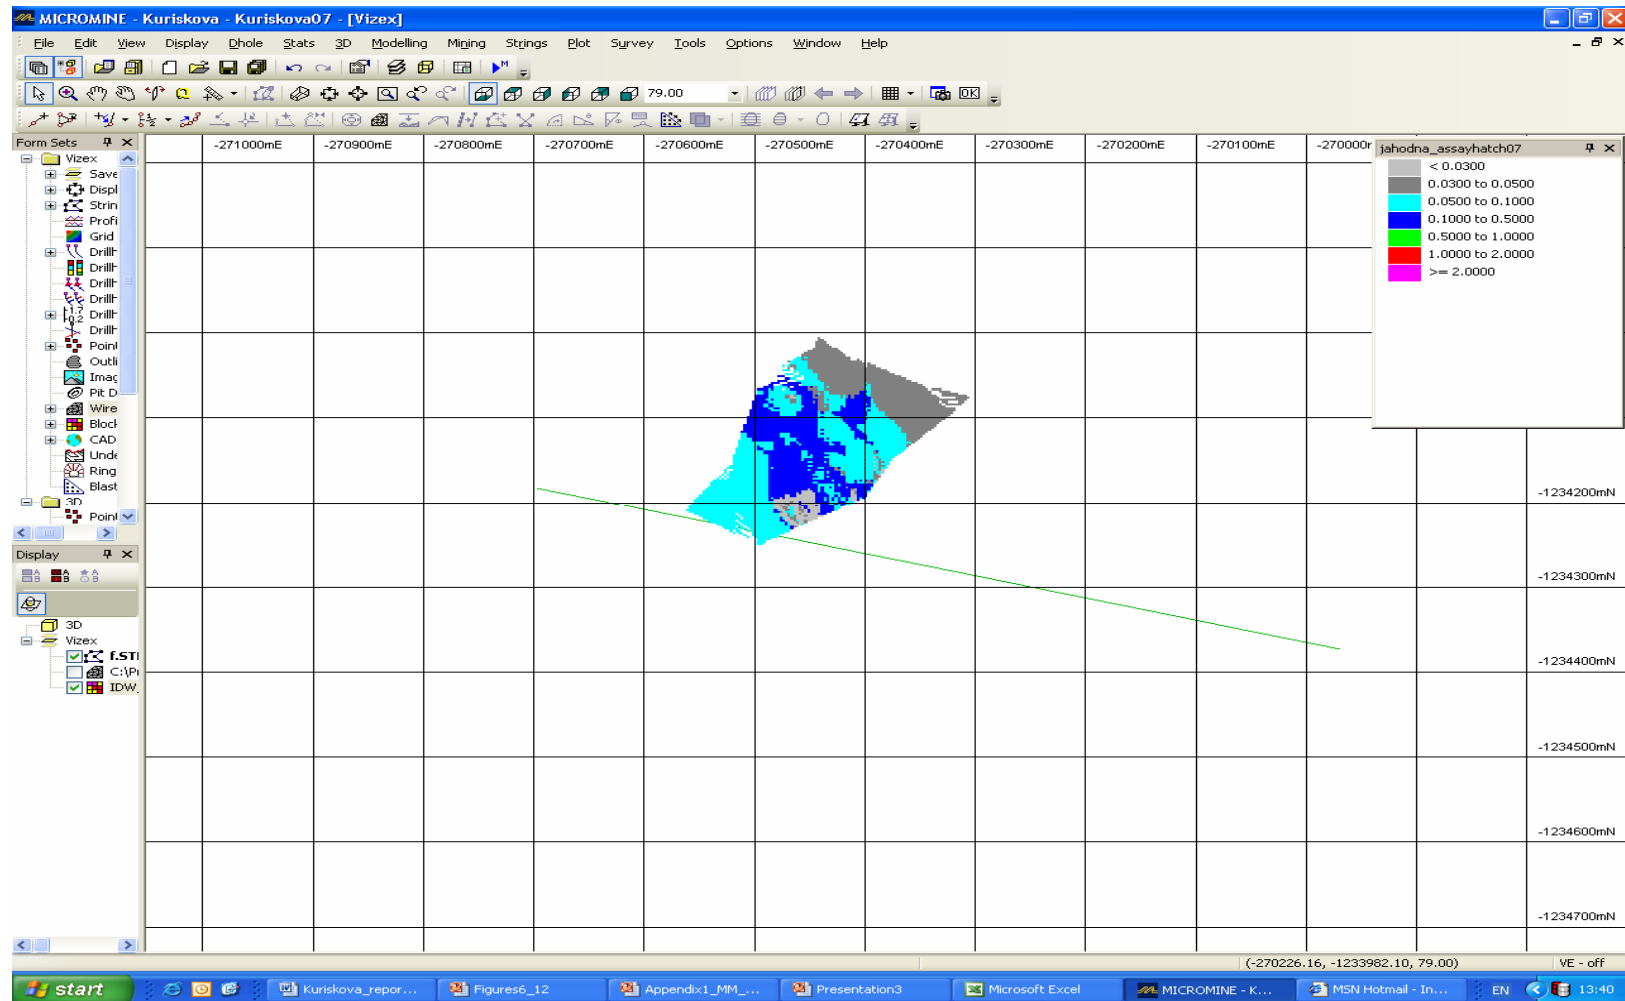 MICROMINE - Kuriskova - Kuriskova07 - [Vizex]
File Edit View Display Dhole Stats 3D Modelling Mining Strings Plot Survey Tools Options Window Help
79.00
OK
Form Sets
Vizex
Save
Displ
Strin
Profi
Grid
Drillh
Drillh
Drillh
Drillh
Drillh
Drillh
Point
Outli
Imag
Pit D
Wire
Block
CAD
Unde
Ring
Blast
3D
Point
Display
3D
Vizex
f.STR
C:\Pr
IDW_
-271000mE -270900mE -270800mE -270700mE -270600mE -270500mE -270400mE -270300mE -270200mE -270100mE -270000m
jahodna_assayhatch07
< 0.0300
0.0300 to 0.0500
0.0500 to 0.1000
0.1000 to 0.5000
0.5000 to 1.0000
1.0000 to 2.0000
>= 2.0000
-1234200mN
-1234300mN
-1234400mN
-1234500mN
-1234600mN
-1234700mN
(-270226.16, -1233982.10, 79.00) VE - off
start Kuriskova_repor... Figures6_12 Appendix1_MM_... Presentation3 Microsoft Excel MICROMINE - K... MSN Hotmail - In... EN 13:40